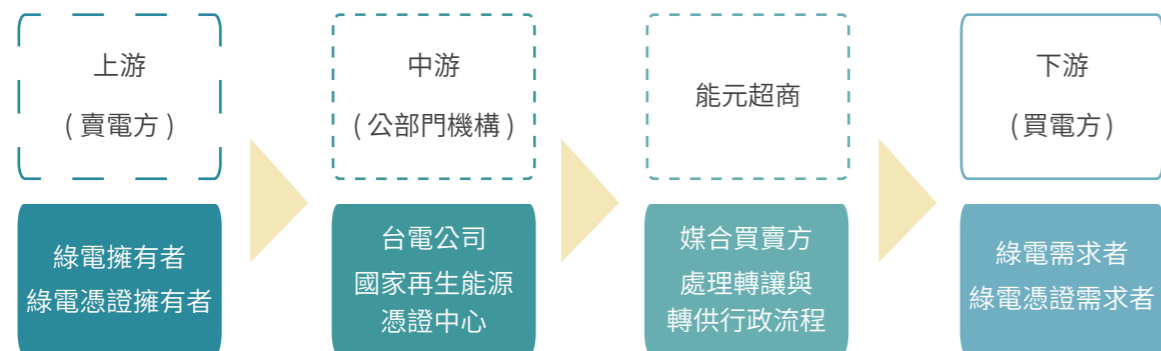 上游
(賣電方)
中游
(公部門機構)
能元超商
下游
(買電方)
綠電擁有者
綠電憑證擁有者
台電公司
國家再生能源
憑證中心
媒合買賣方
處理轉讓與
轉供行政流程
綠電需求者
綠電憑證需求者